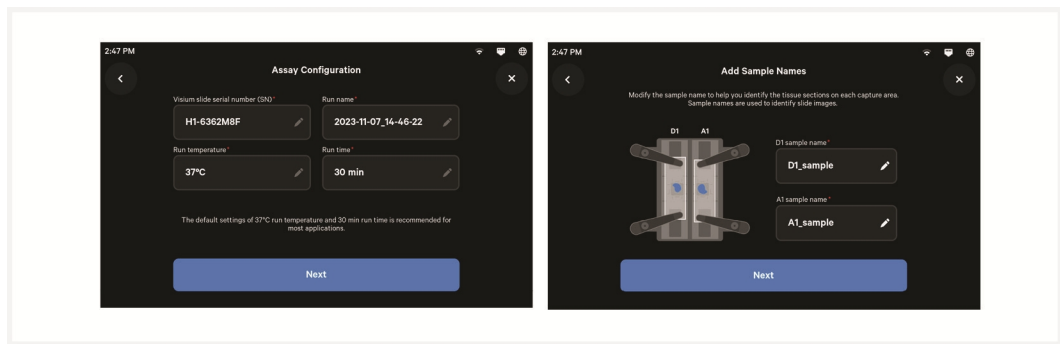 2:47 PM
Assay Configuration
Visium slide serial number (SN)*
Run name*
H1-6362M8F
2023-11-07_14-46-22
Run temperature*
Run time*
37°C
30 min
The default settings of 37°C run temperature and 30 min run time is recommended for
most applications.
Next
2:47 PM
Add Sample Names
Modify the sample name to help you identify the tissue sections on each capture area.
Sample names are used to identify slide images.
D1
A1
D1 sample name*
D1_sample
A1 sample name*
A1_sample
Next